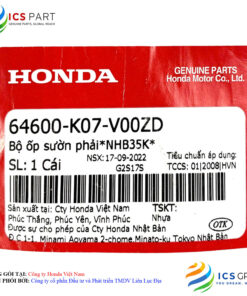 ICS PART
ICS
GROUP
HONDA
GENUINE PARTS
Honda Motor Co., Ltd.
64600-K07-V00ZD
Bộ ốp sườn phải*NHB35K*
NSX: 17-09-2022
Tiêu chuẩn áp dụng:
SL: 1 Cái
G2S17S
TCCS: 01|2008|HVN
Sản xuất tại: Cty Honda Việt Nam
TSKT:
Phúc Thắng, Phúc Yên, Vĩnh Phúc
Nhựa
Được sự cho phép của Cty Honda Nhật Bản
OTK
Đ.C.1-1, Minami Aoyama 2-chome Minato-ku Tokyo Nhật Bản
ĐÓNG GÓI TẠI: Công ty Honda Việt Nam
PHÂN PHỐI BỞI: Công ty cổ phần Đầu tư và Phát triển TMDV Liên Lục Địa